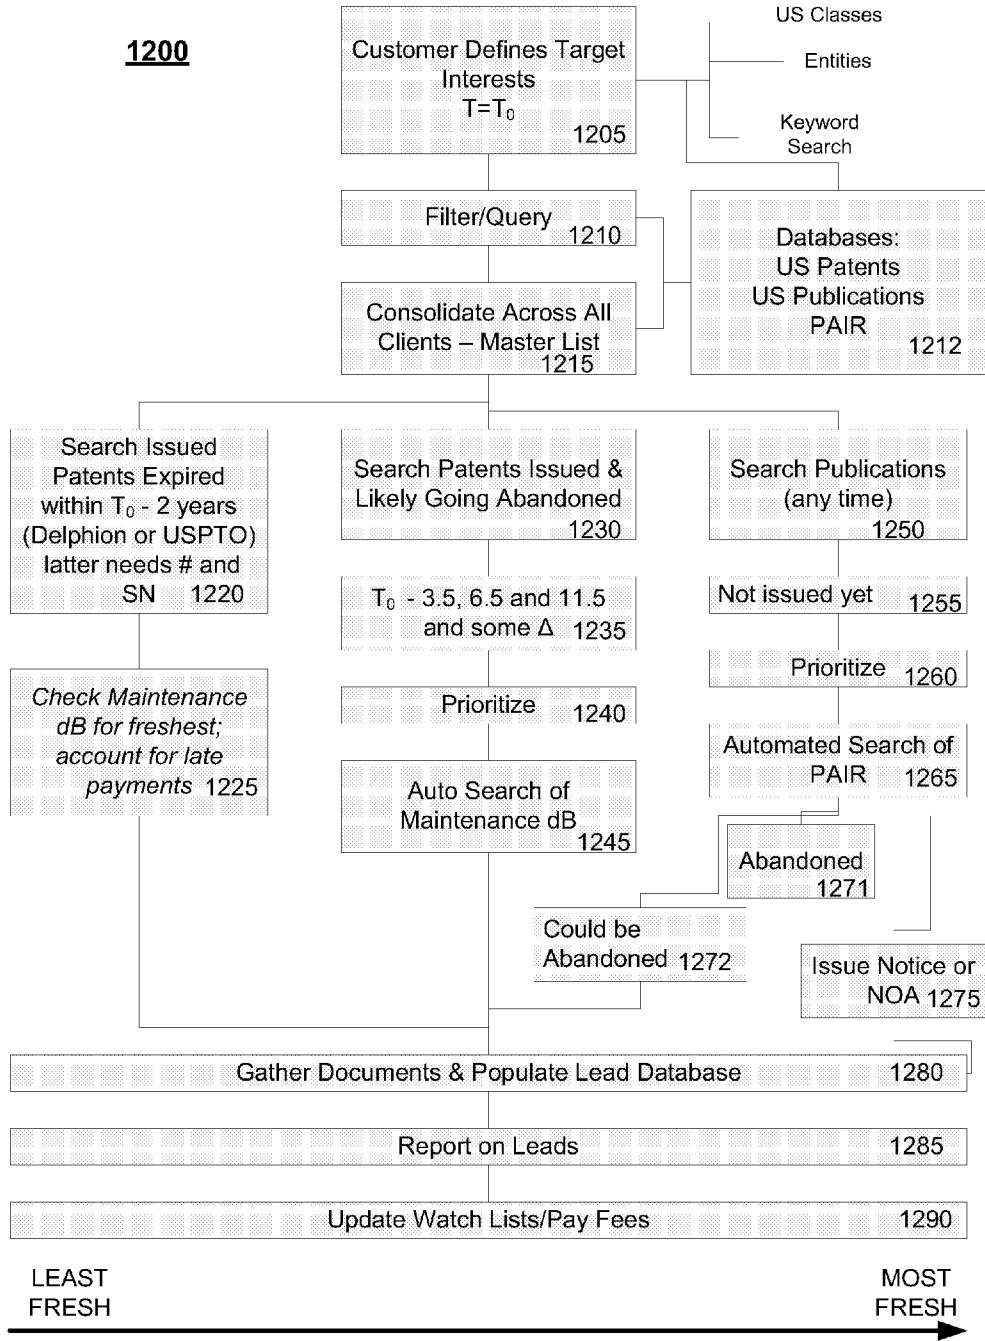 1200
Customer Defines Target
Interests
T=T₀
1205
US Classes
Entities
Keyword
Search
Filter/Query
1210
Databases:
US Patents
US Publications
PAIR
1212
Consolidate Across All
Clients – Master List
1215
Search Issued
Patents Expired
within T₀ - 2 years
(Delphion or USPTO)
latter needs # and
SN 1220
Check Maintenance
dB for freshest;
account for late
payments 1225
Search Patents Issued &
Likely Going Abandoned
1230
T₀ - 3.5, 6.5 and 11.5
and some Δ 1235
Prioritize 1240
Auto Search of
Maintenance dB
1245
Search Publications
(any time)
1250
Not issued yet 1255
Prioritize 1260
Automated Search of
PAIR 1265
Abandoned
1271
Could be
Abandoned 1272
Issue Notice or
NOA 1275
Gather Documents & Populate Lead Database 1280
Report on Leads 1285
Update Watch Lists/Pay Fees 1290
LEAST
FRESH
MOST
FRESH